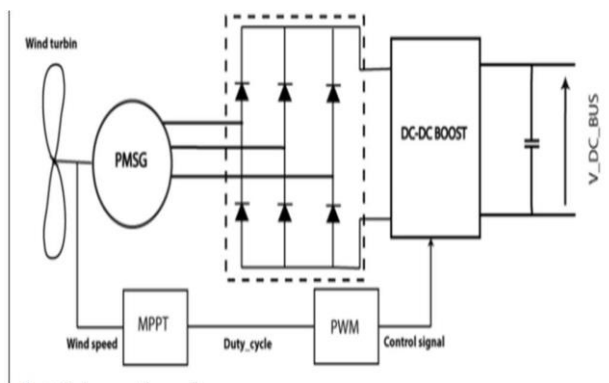 Wind turbin
PMSG
DC-DC BOOST
V_DC_BUS
MPPT
PWM
Wind speed
Duty_cycle
Control signal